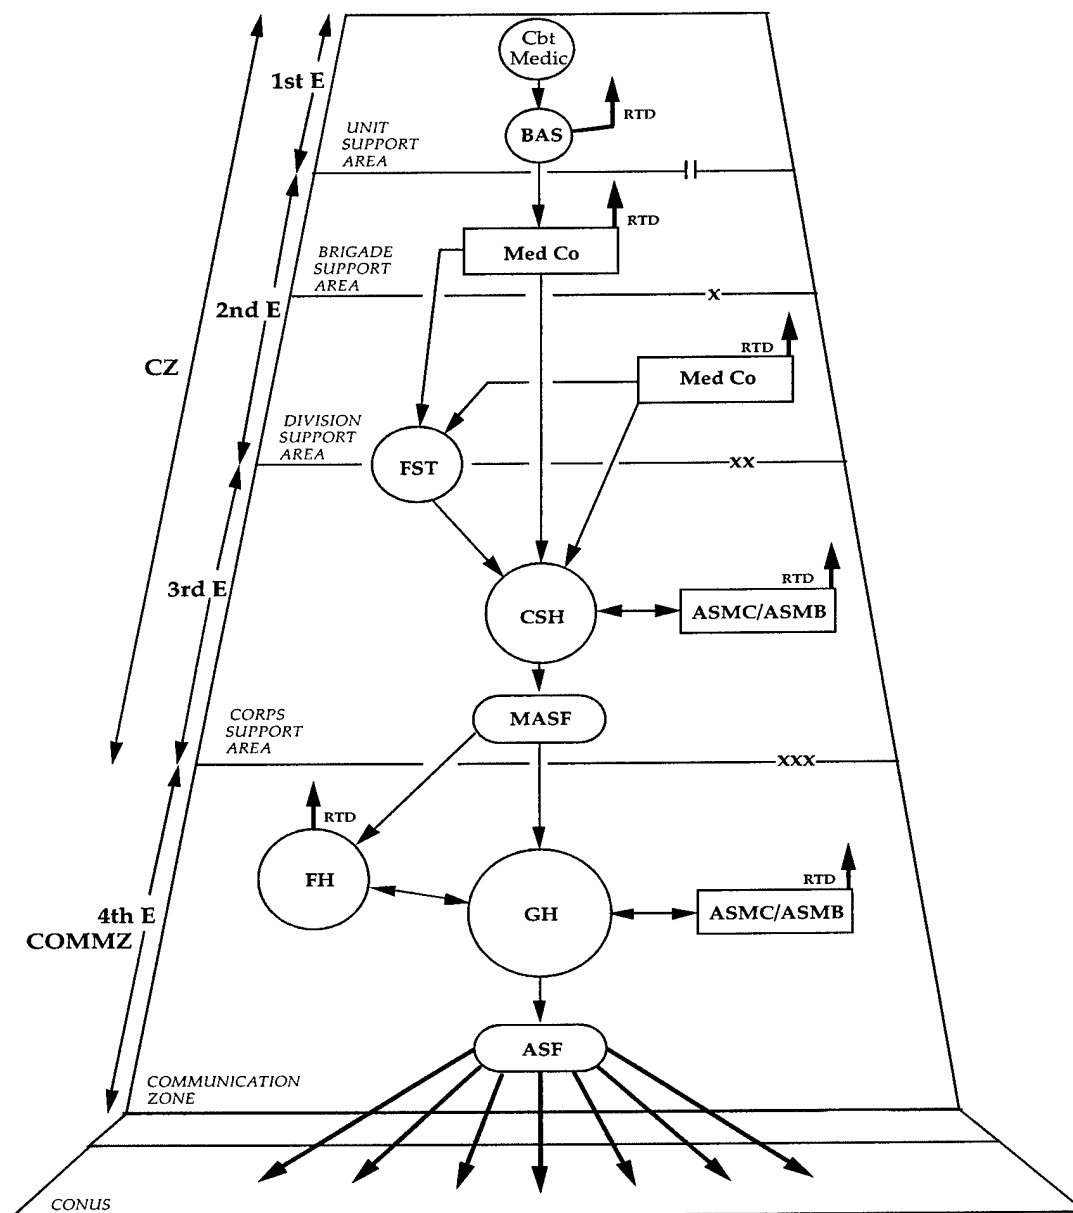 Cbt
Medic
1st E
RTD
BAS
UNIT
SUPPORT
AREA
RTD
Med Co
BRIGADE
SUPPORT
AREA
X
2nd E
RTD
CZ
Med Co
DIVISION
SUPPORT
AREA
XX
FST
RTD
3rd E
CSH
ASMC/ASMB
MASF
CORPS
SUPPORT
AREA
XXX
RTD
FH
RTD
4th E
COMMZ
GH
ASMC/ASMB
ASF
COMMUNICATION
ZONE
CONUS